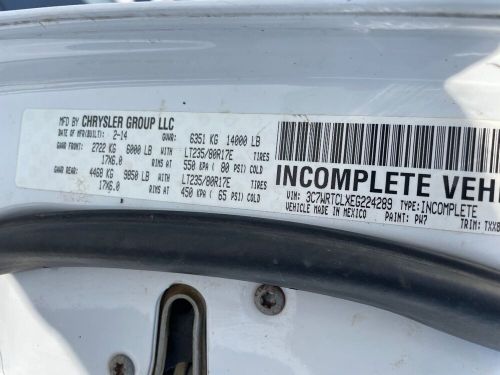 MFD BY CHRYSLER GROUP LLC
DATE OF MFR(BUILT): 2-14 GVWR: 6351 KG 14000 LB
GAWR FRONT: 2722 KG 6000 LB WITH LT235/80R17E TIRES
17X6.0 RIMS AT 550 KPA ( 80 PSI) COLD
GAWR REAR: 4468 KG 9850 LB WITH LT235/80R17E TIRES
17X6.0 RIMS AT 450 KPA ( 65 PSI) COLD
INCOMPLETE VEH
VIN: 3C7WRTCLXEG224289 TYPE: INCOMPLETE
VEHICLE MADE IN MEXICO PAINT: PW7 TRIM: TXX8